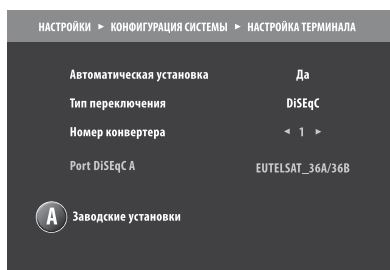 НАСТРОЙКИ ► КОНФИГУРАЦИЯ СИСТЕМЫ ► НАСТРОЙКА ТЕРМИНАЛА
Автоматическая установка Да
Тип переключения DiSEqC
Номер конвертера ◄ 1 ►
Port DiSEqC A EUTELSAT_36A/36B
A Заводские установки